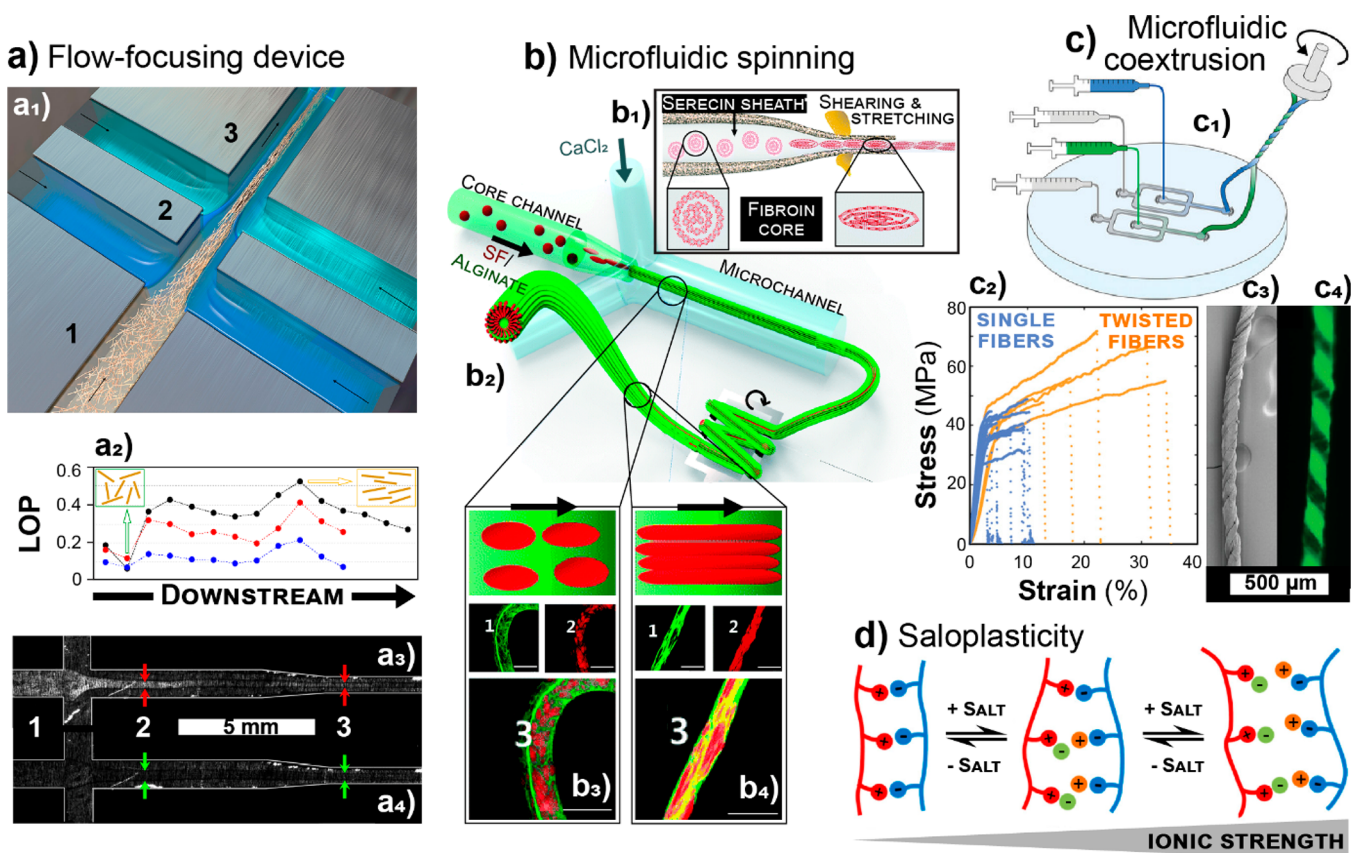 a) Flow-focusing device
a₁)
3
2
1
a₂)
0.6
0.4
0.2
0
LOP
DOWNSTREAM
a₃)
1
2
5 mm
3
a₄)
b) Microfluidic spinning
b₁)
SERECIN SHEATH
SHEARING &
STRETCHING
FIBROIN
CORE
CaCl₂
CORE CHANNEL
SF/
ALGINATE
MICROCHANNEL
b₂)
1
2
3
b₃)
1
2
3
b₄)
c) Microfluidic
coextrusion
c₁)
c₂)
80
60
40
20
0
Stress (MPa)
SINGLE
FIBERS
TWISTED
FIBERS
0
10
20
30
40
Strain (%)
c₃)
c₄)
500 µm
d) Saloplasticity
+ SALT
- SALT
+ SALT
- SALT
+ - + - + -
+ - + - + - + -
+ - + - + - + - + - + -
IONIC STRENGTH